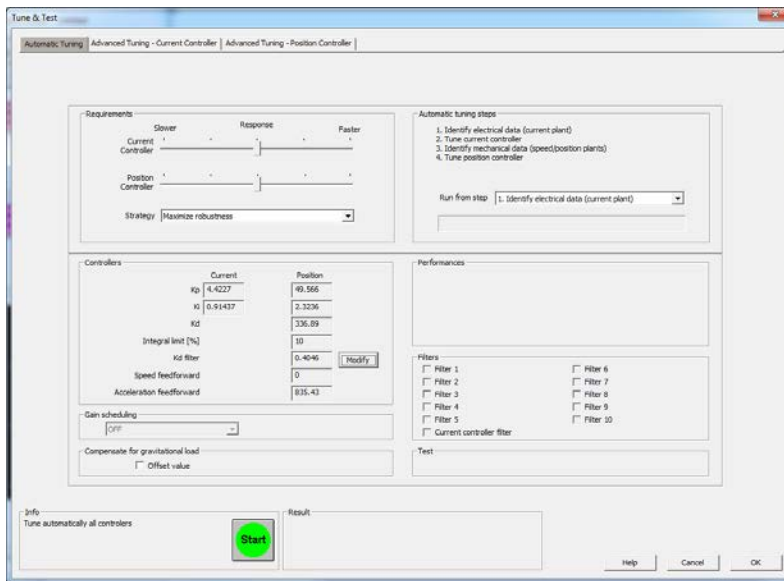 Tune & Test
Automatic Tuning
Advanced Tuning - Current Controller
Advanced Tuning - Position Controller
Requirements
Slower
Response
Faster
Current Controller
Position Controller
Strategy
Maximize robustness
Automatic tuning steps
1. Identify electrical data (current plant)
2. Tune current controller
3. Identify mechanical data (speed/position plants)
4. Tune position controller
Run from step
1. Identify electrical data (current plant)
Controllers
Current
Position
Kp 4.4227 49.566
Ki 0.91437 2.3236
Kd 336.89
Integral limit [%] 10
Kd filter 0.4046 Modify
Speed feedforward 0
Acceleration feedforward 835.43
Performances
Filters
Filter 1
Filter 2
Filter 3
Filter 4
Filter 5
Current controller filter
Filter 6
Filter 7
Filter 8
Filter 9
Filter 10
Gain scheduling
OFF
Compensate for gravitational load
Offset value
Test
Info
Tune automatically all controlers
Start
Result
Help
Cancel
OK